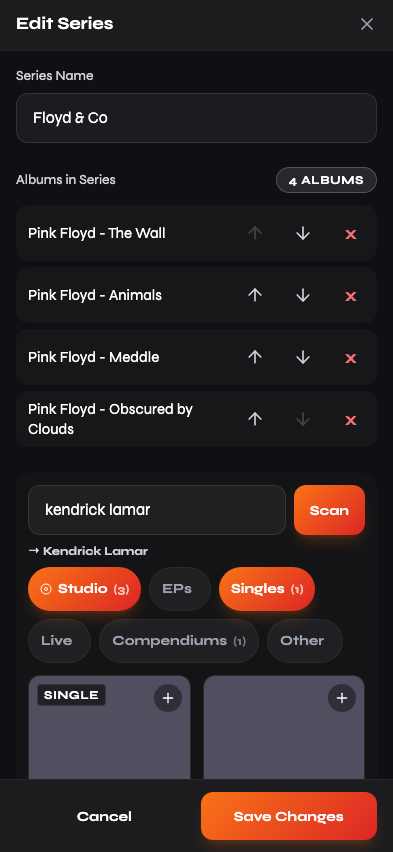 Edit Series
Series Name
Floyd & Co
Albums in Series
4 ALBUMS
Pink Floyd - The Wall
x
Pink Floyd - Animals
x
Pink Floyd - Meddle
x
Pink Floyd - Obscured by
Clouds
x
kendrick lamar
Scan
→ Kendrick Lamar
Studio (3)
EPs
Singles (1)
Live
Compendiums (1)
Other
SINGLE
+
+
Cancel
Save Changes